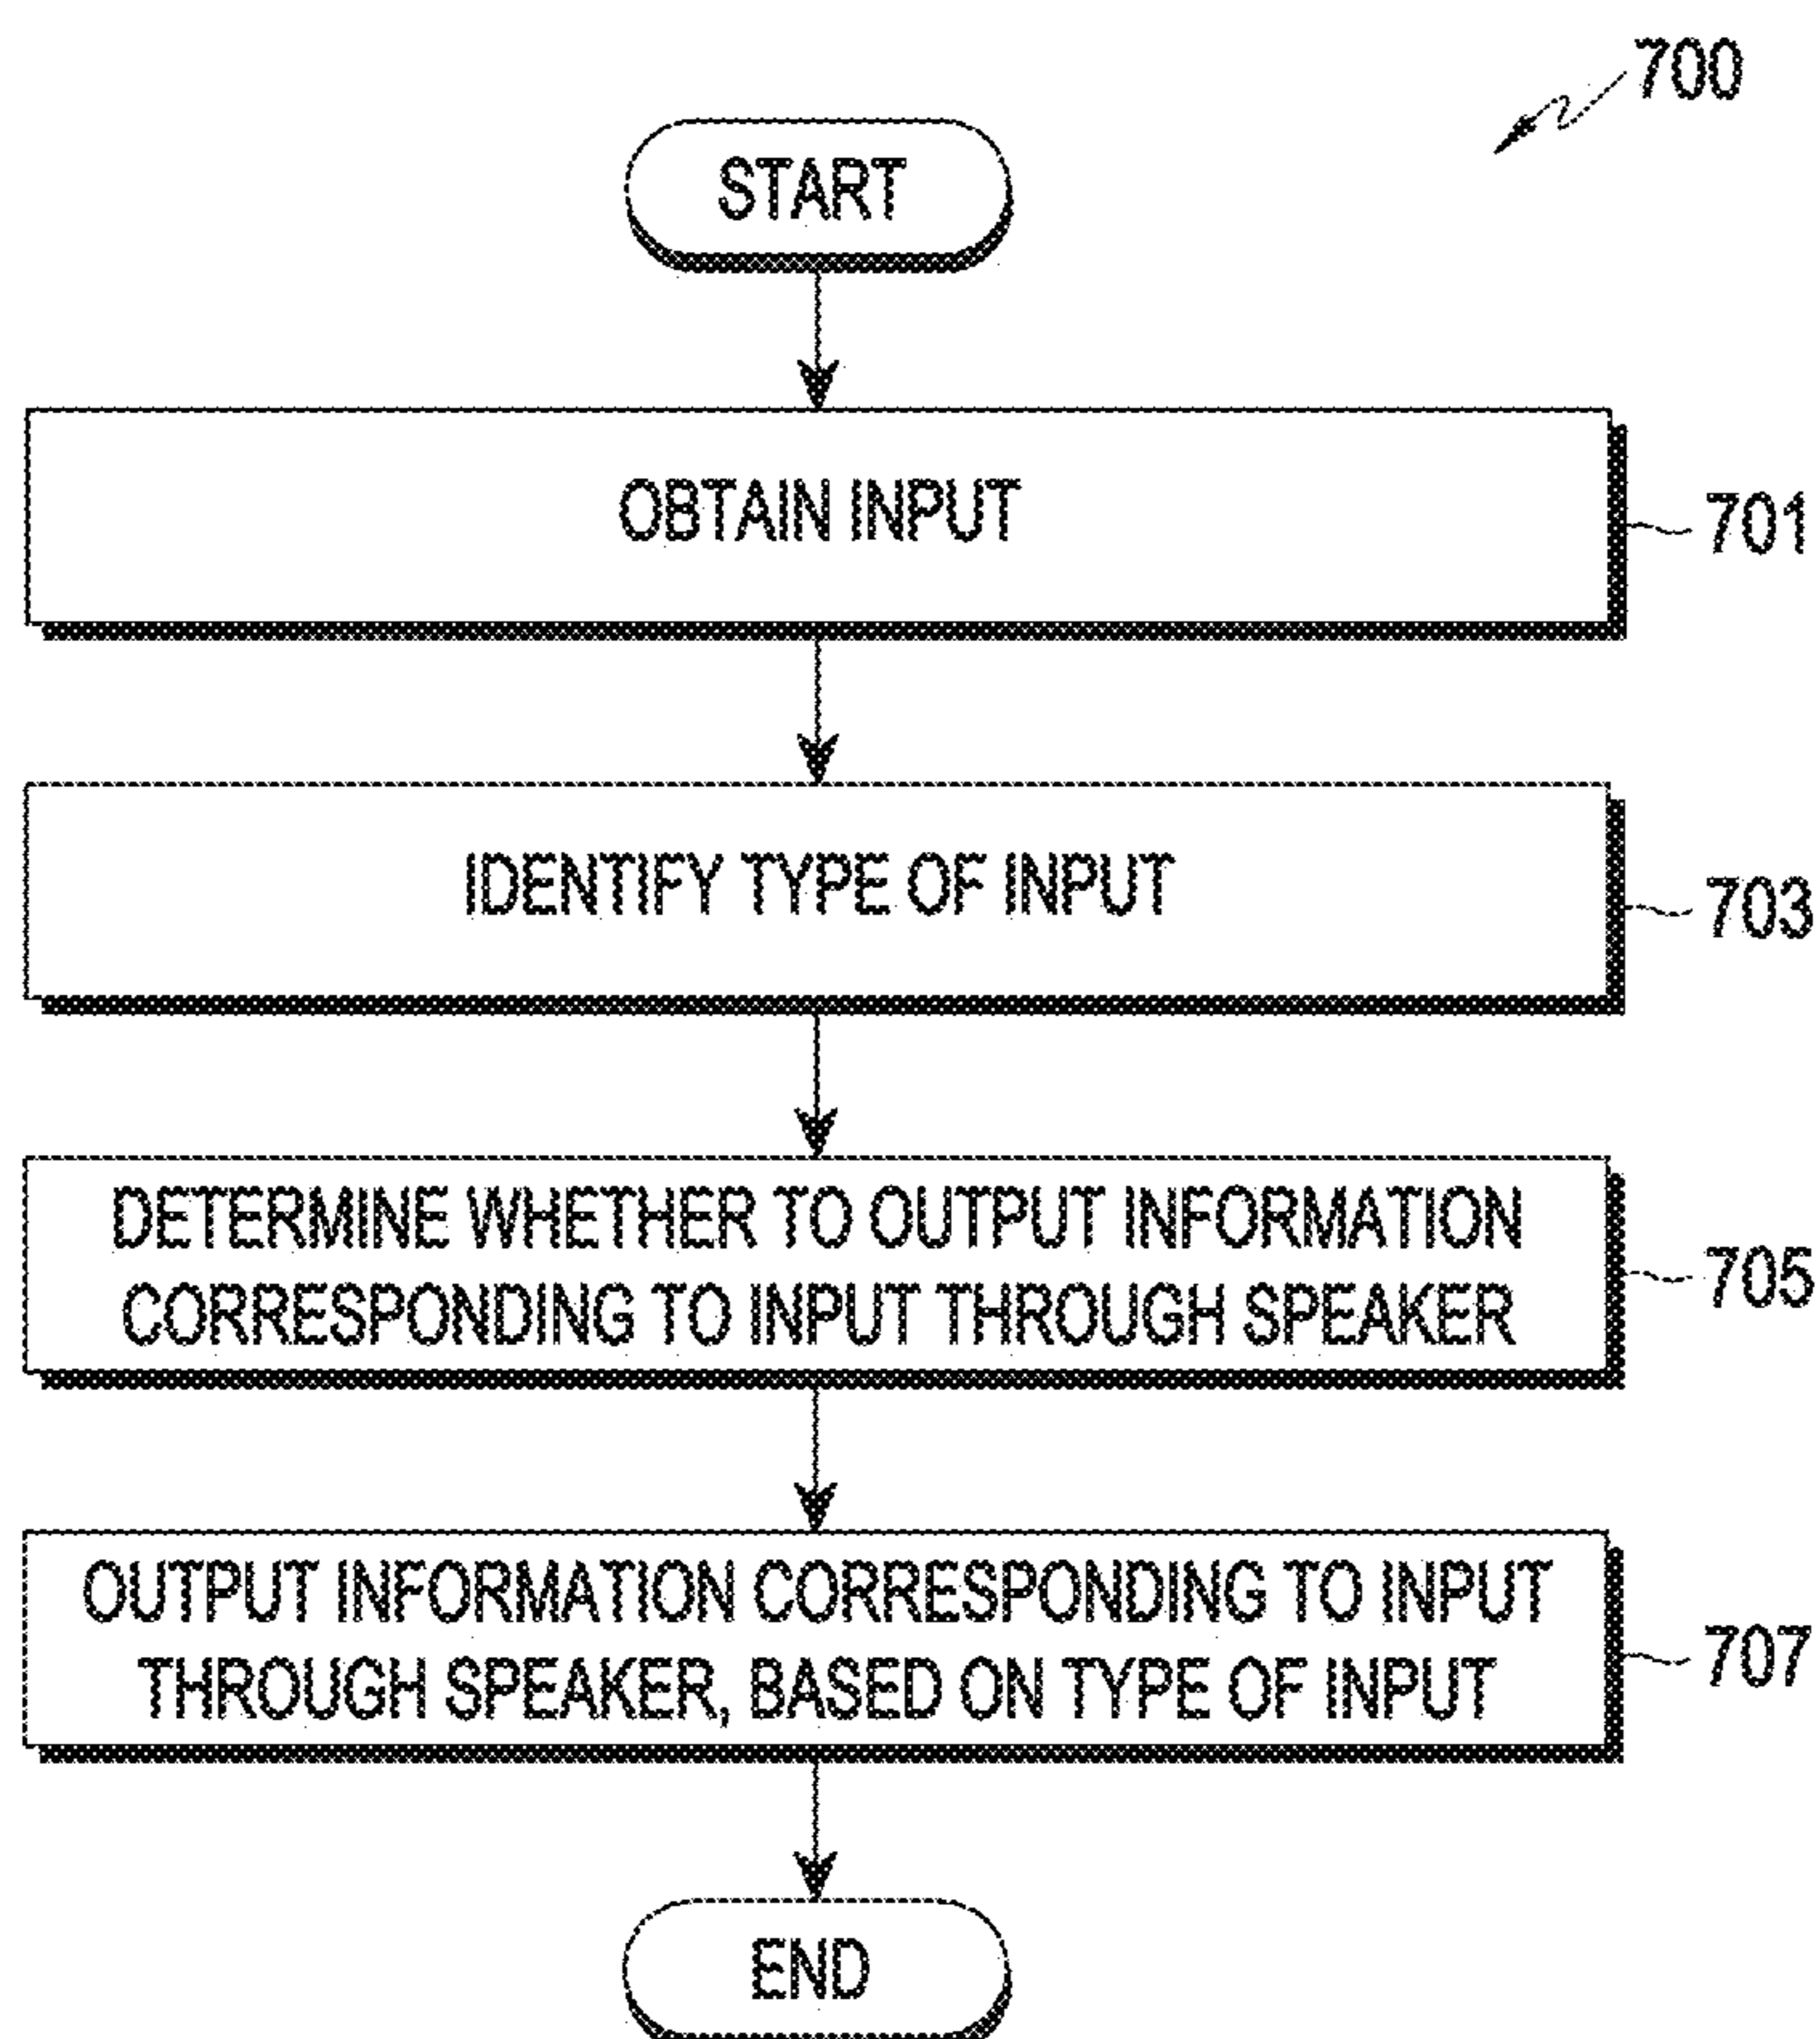 700
START
OBTAIN INPUT
701
IDENTIFY TYPE OF INPUT
703
DETERMINE WHETHER TO OUTPUT INFORMATION
CORRESPONDING TO INPUT THROUGH SPEAKER
705
OUTPUT INFORMATION CORRESPONDING TO INPUT
THROUGH SPEAKER, BASED ON TYPE OF INPUT
707
END